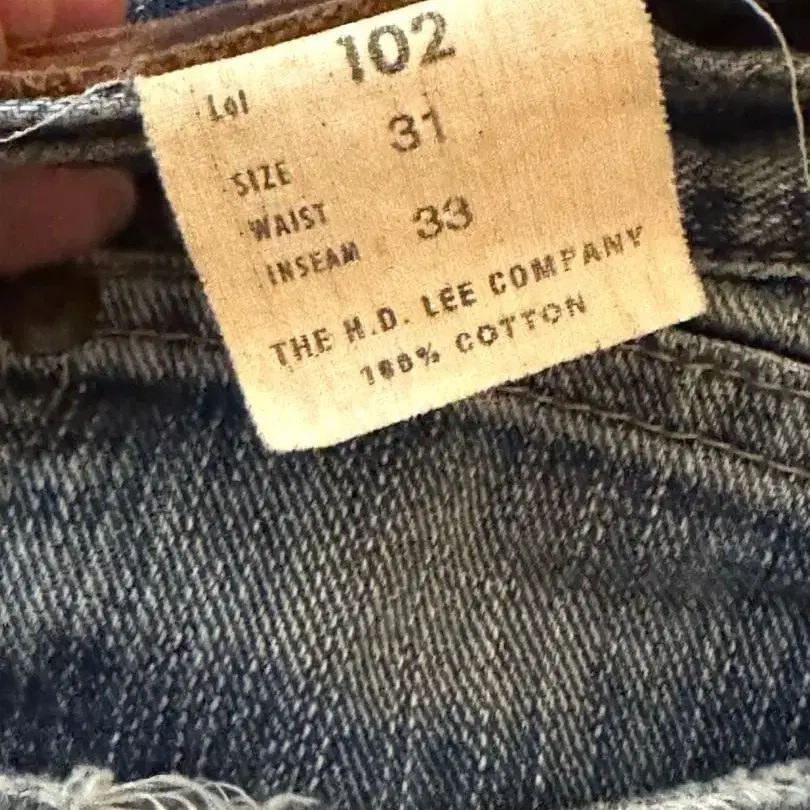 Lot 102
SIZE
WAIST 31
INSEAM 33
THE H.D. LEE COMPANY
100% COTTON